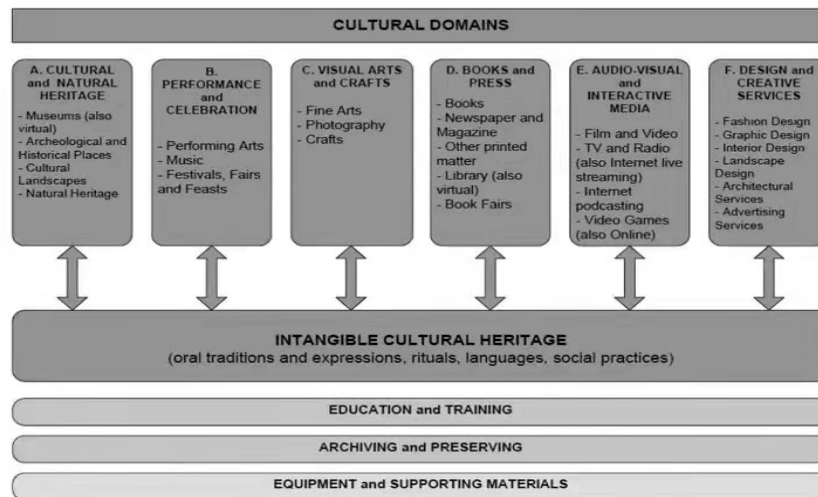 CULTURAL DOMAINS
A. CULTURAL
and NATURAL
HERITAGE
- Museums (also
virtual)
- Archeological and
Historical Places
- Cultural
Landscapes
- Natural Heritage
B.
PERFORMANCE
and
CELEBRATION
- Performing Arts
- Music
- Festivals, Fairs
and Feasts
C. VISUAL ARTS
and CRAFTS
- Fine Arts
- Photography
- Crafts
D. BOOKS and
PRESS
- Books
- Newspaper and
Magazine
- Other printed
matter
- Library (also
virtual)
- Book Fairs
E. AUDIO-VISUAL
and
INTERACTIVE
MEDIA
- Film and Video
- TV and Radio
(also Internet live
streaming)
- Internet
podcasting
- Video Games
(also Online)
F. DESIGN and
CREATIVE
SERVICES
- Fashion Design
- Graphic Design
- Interior Design
- Landscape
Design
- Architectural
Services
- Advertising
Services
INTANGIBLE CULTURAL HERITAGE
(oral traditions and expressions, rituals, languages, social practices)
EDUCATION and TRAINING
ARCHIVING and PRESERVING
EQUIPMENT and SUPPORTING MATERIALS